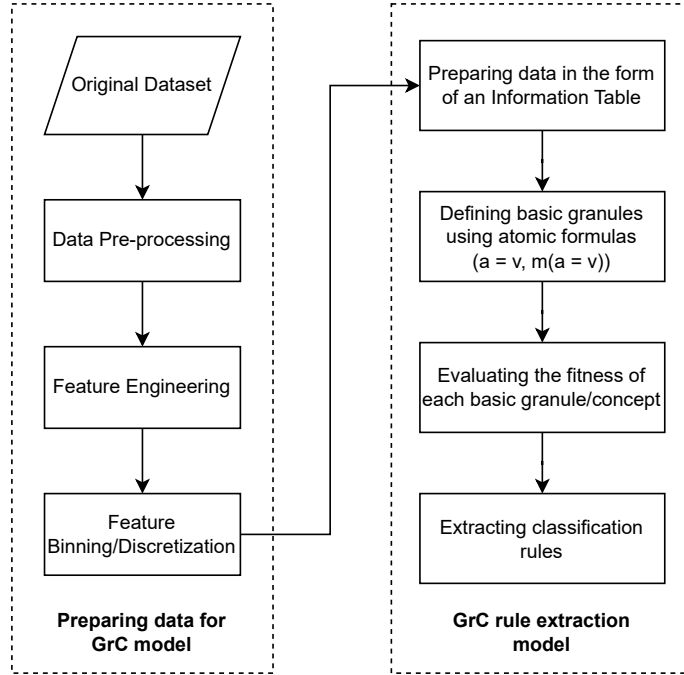 Original Dataset
Data Pre-processing
Feature Engineering
Feature
Binning/Discretization
Preparing data for
GrC model
Preparing data in the form
of an Information Table
Defining basic granules
using atomic formulas
(a = v, m(a = v))
Evaluating the fitness of
each basic granule/concept
Extracting classification
rules
GrC rule extraction
model